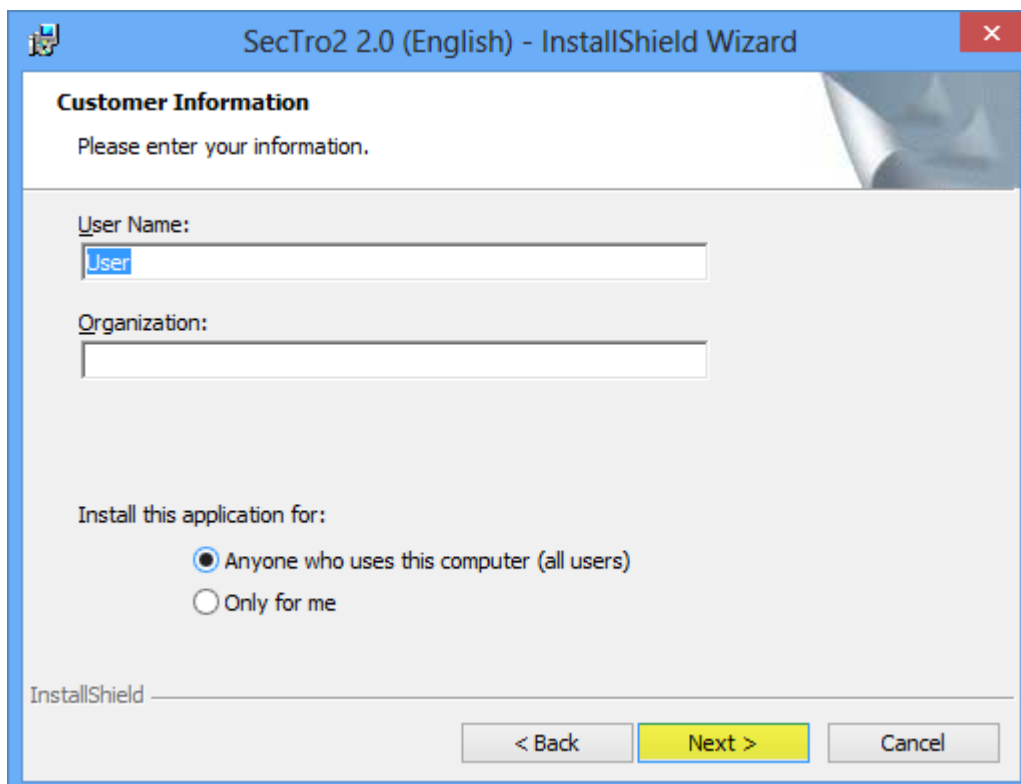 SecTro2 2.0 (English) - InstallShield Wizard
Customer Information
Please enter your information.
User Name:
User
Organization:
Install this application for:
Anyone who uses this computer (all users)
Only for me
InstallShield
< Back Next > Cancel